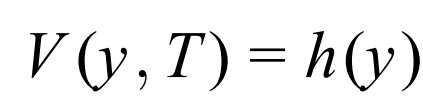 V(y, T) = h(y)